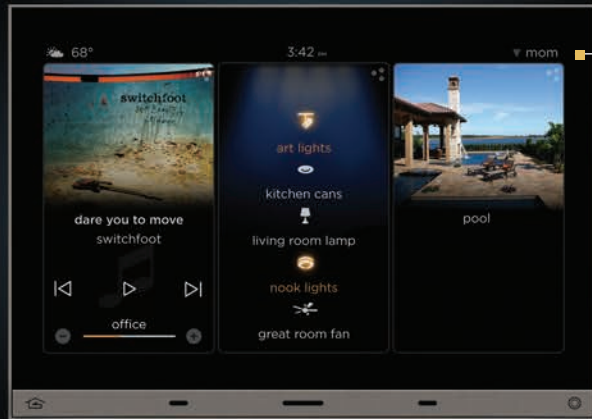 68°
3:42 PM
mom
switchfoot
dare you to move
switchfoot
office
art lights
kitchen cans
living room lamp
nook lights
great room fan
pool